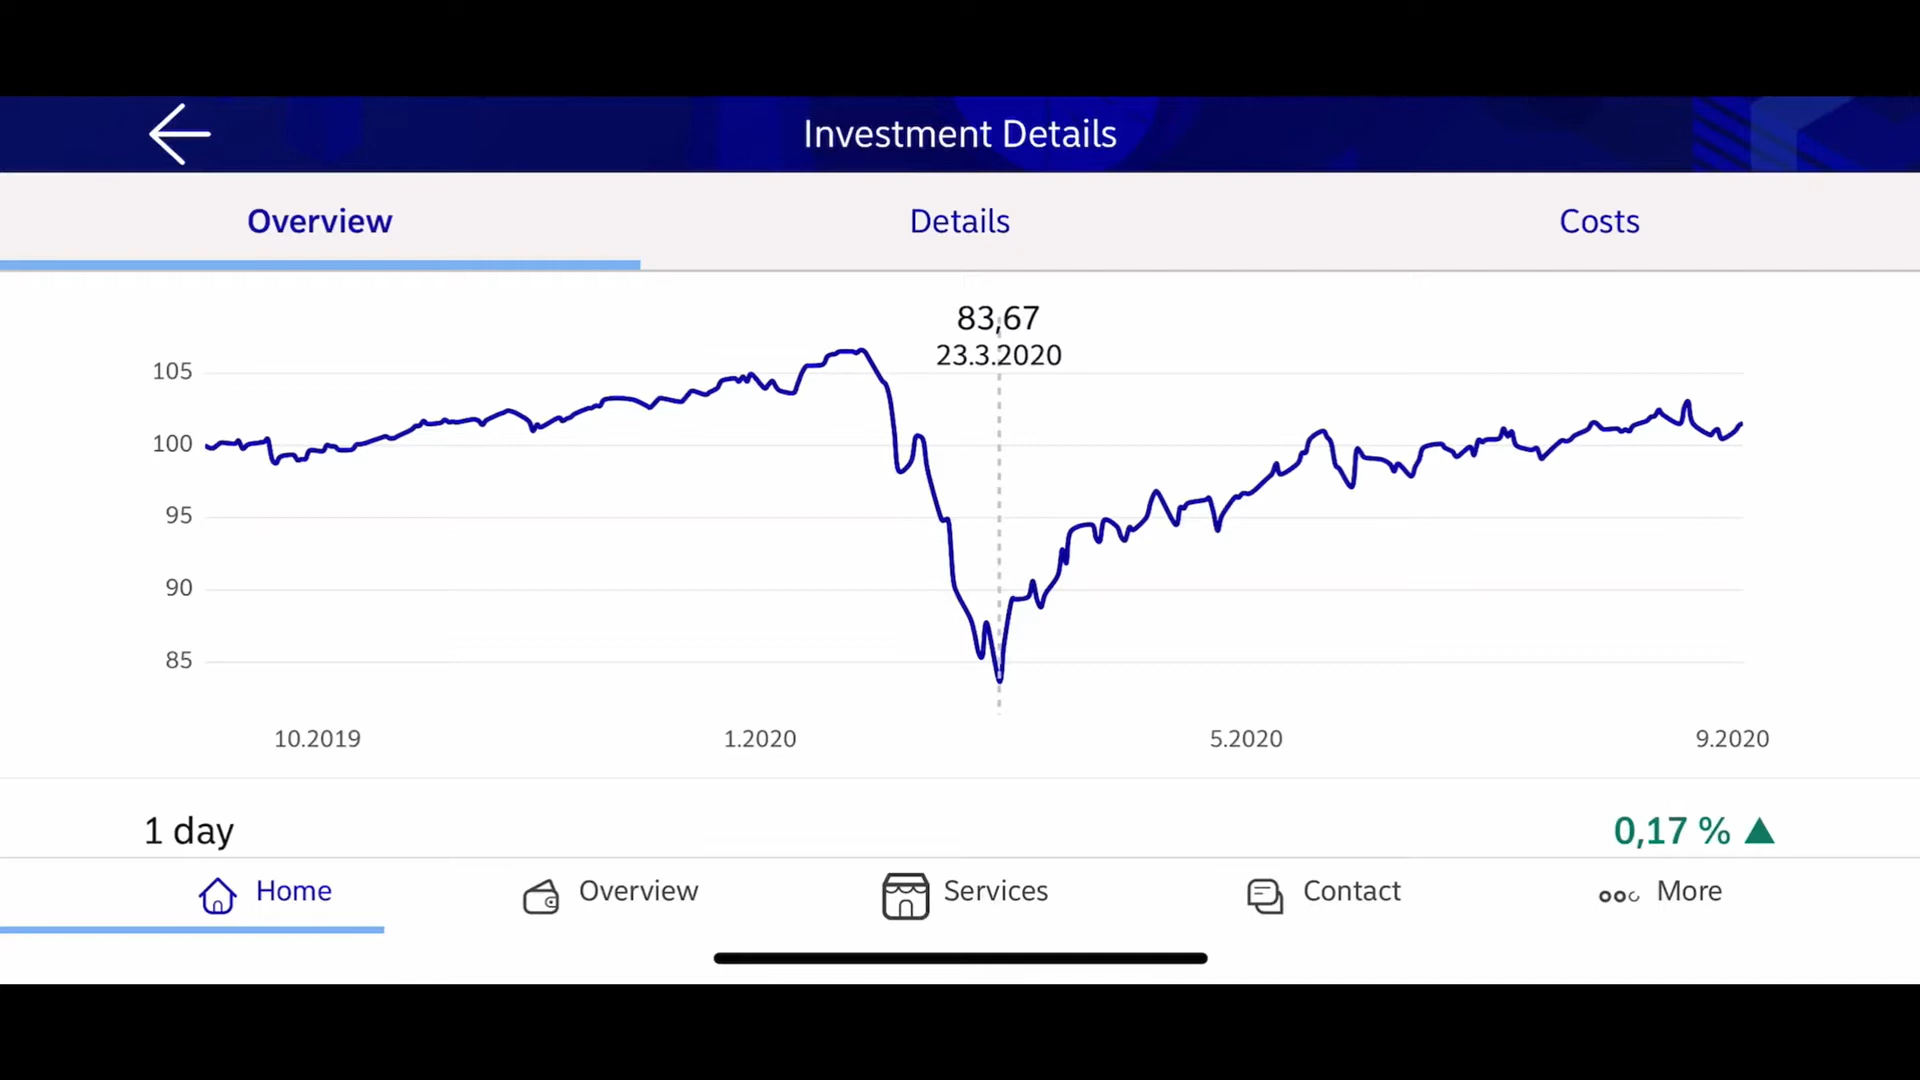 Investment Details
Overview
Details
Costs
83,67
23.3.2020
105
100
95
90
85
10.2019
1.2020
5.2020
9.2020
1 day
0,17 %
Home
Overview
Services
Contact
More